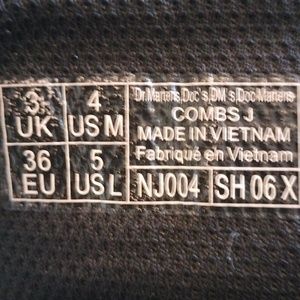 3 UK
4 US M
36 EU
5 US L
Dr.Martens,Doc's,DM's,Doc Martens
COMBS J
MADE IN VIETNAM
Fabriqué en Vietnam
NJ004
SH 06 X